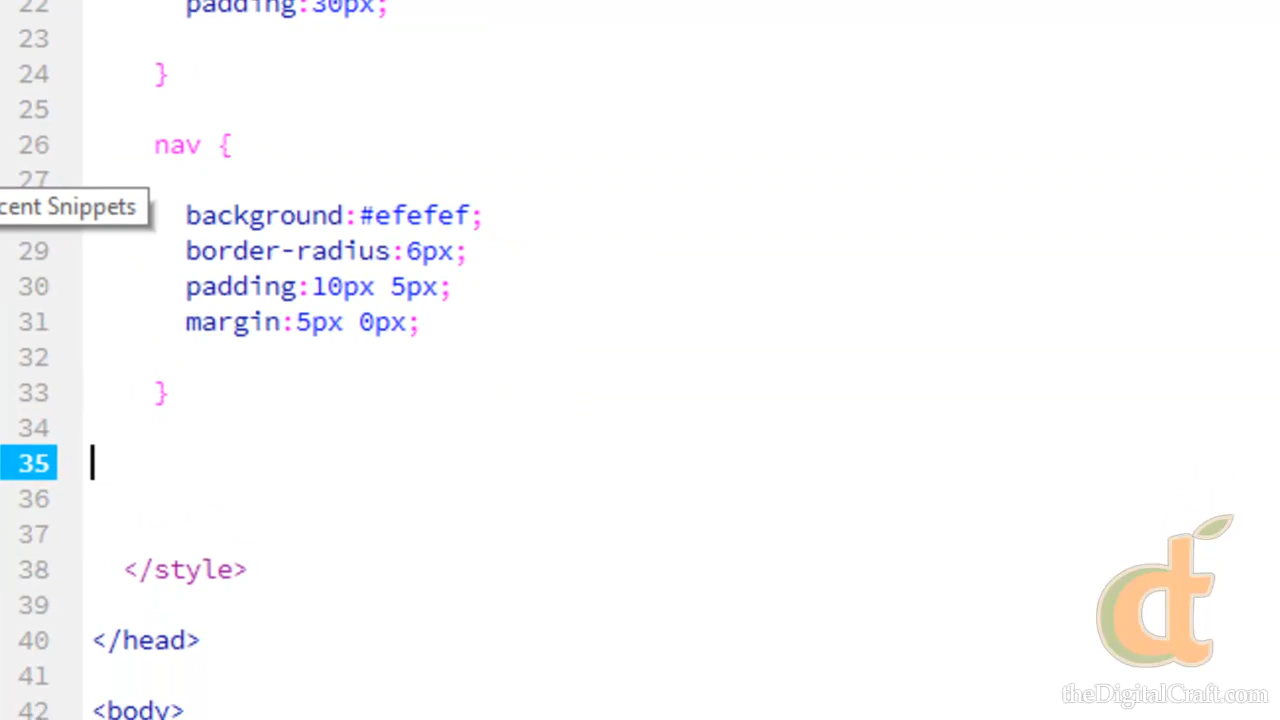 22 padding:30px;
23
24 }
25
26 nav {
27
cent Snippets
background:#efefef;
29 border-radius:6px;
30 padding:10px 5px;
31 margin:5px 0px;
32
33 }
34
35
36
37
38 </style>
39
40 </head>
41
42 <body>
theDigitalCraft.com